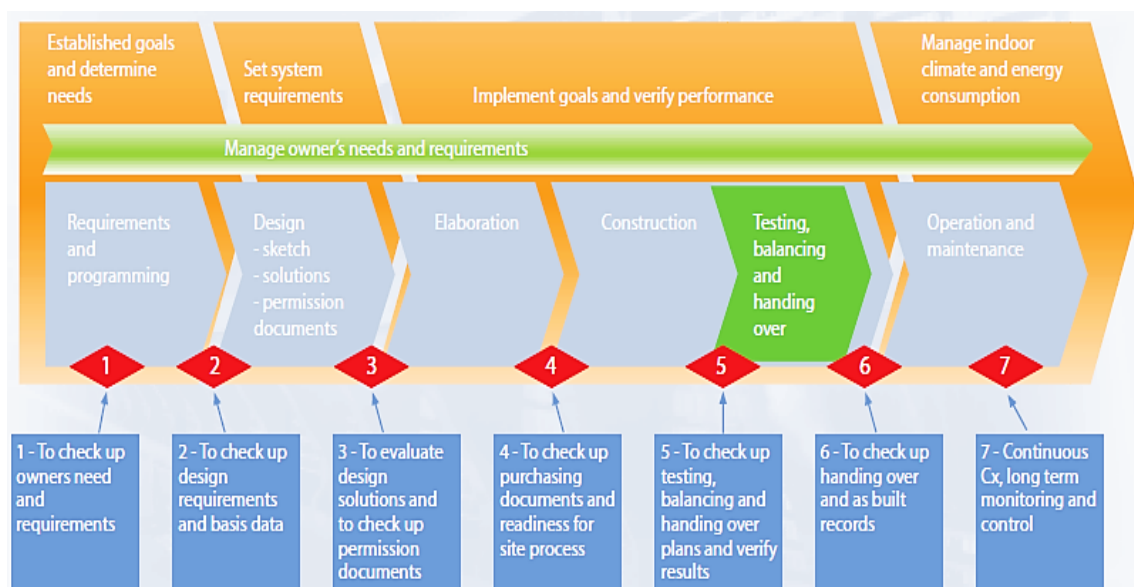 Established goals
and determine
needs
Set system
requirements
Implement goals and verify performance
Manage indoor
climate and energy
consumption
Manage owner's needs and requirements
Requirements
and
programming
Design
- sketch
- solutions
- permission
documents
Elaboration
Construction
Testing,
balancing
and
handing
over
Operation and
maintenance
1
2
3
4
5
6
7
1 - To check up
owners need
and
requirements
2 - To check up
design
requirements
and basis data
3 - To evaluate
design
solutions and
to check up
permission
documents
4 - To check up
purchasing
documents and
readiness for
site process
5 - To check up
testing,
balancing and
handing over
plans and verify
results
6 - To check up
handing over
and as built
records
7 - Continuous
Cx, long term
monitoring and
control